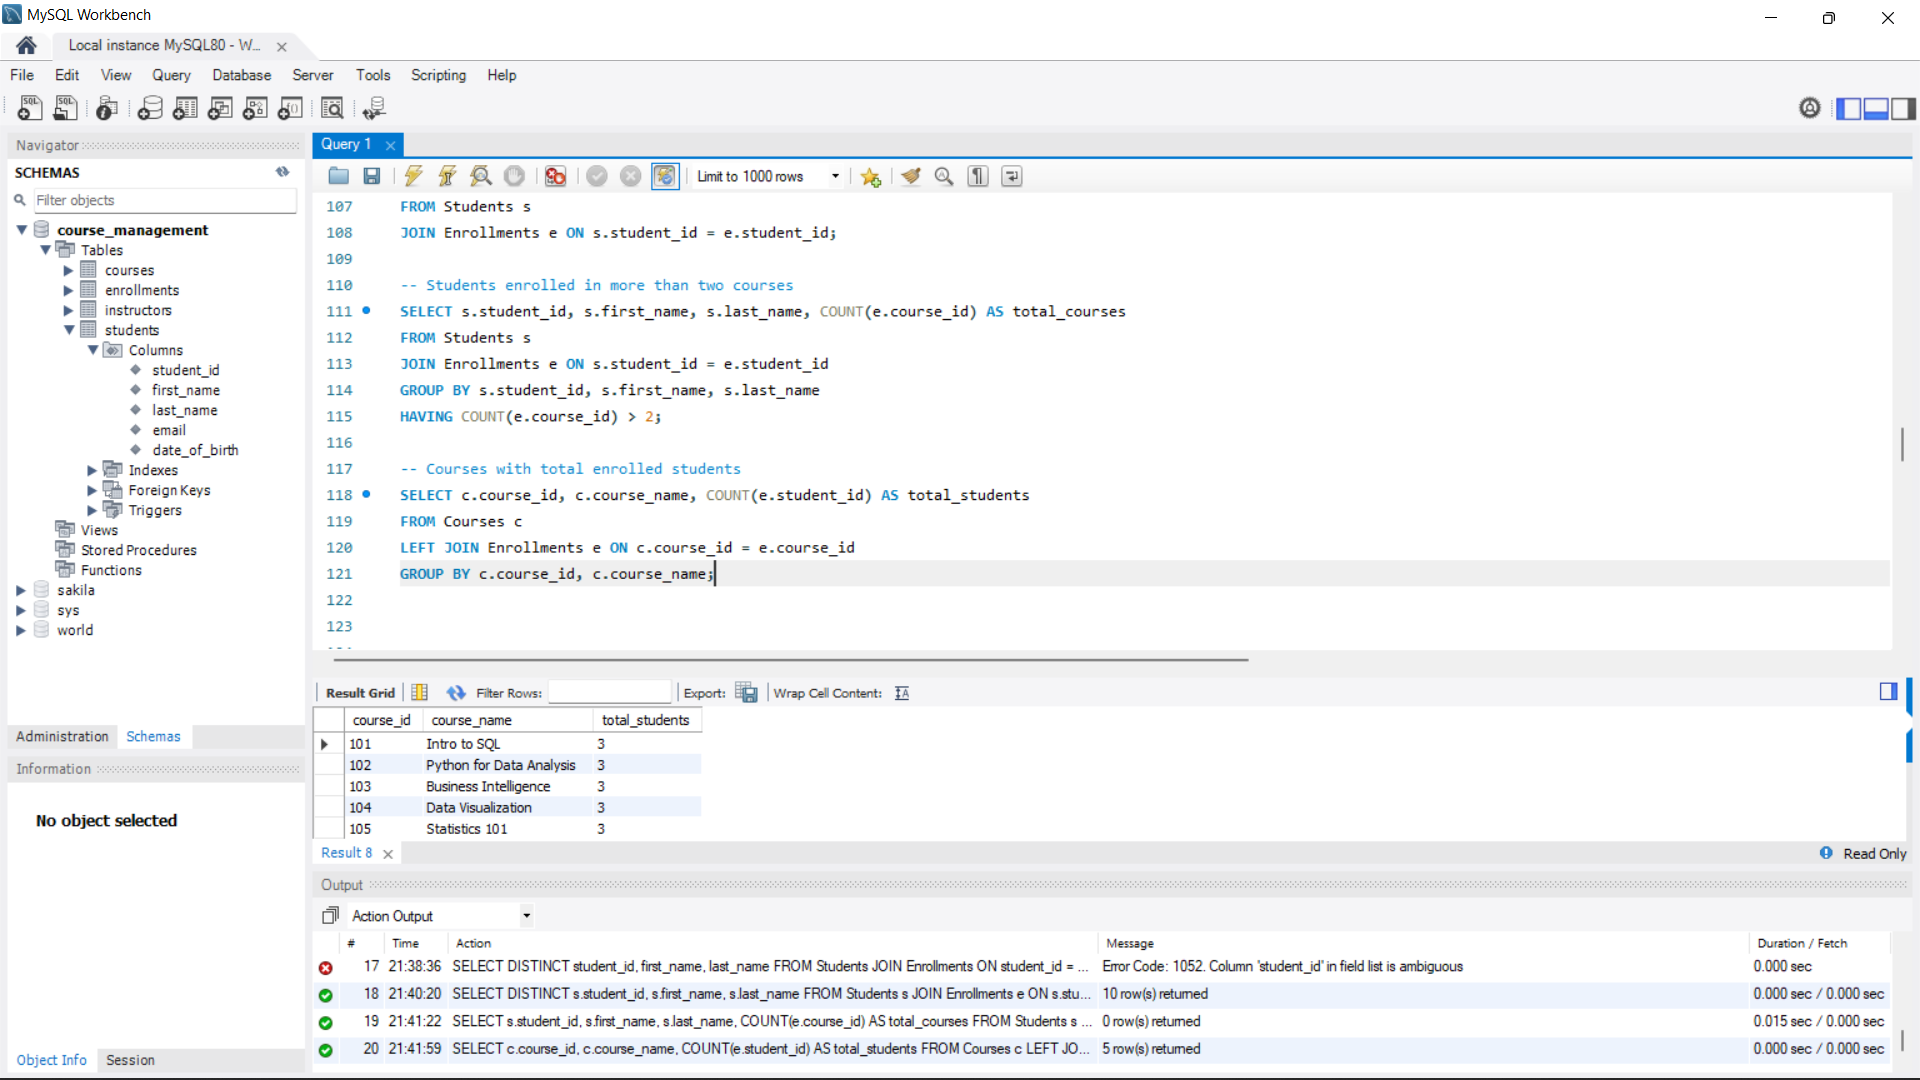 MySQL Workbench
Local instance MySQL80 - W...
File Edit View Query Database Server Tools Scripting Help
Navigator
SCHEMAS
Filter objects
course_management
Tables
courses
enrollments
instructors
students
Columns
student_id
first_name
last_name
email
date_of_birth
Indexes
Foreign Keys
Triggers
Views
Stored Procedures
Functions
sakila
sys
world
Administration Schemas
Information
No object selected
Object Info Session
Query 1
Limit to 1000 rows
107 FROM Students s
108 JOIN Enrollments e ON s.student_id = e.student_id;
109
110 -- Students enrolled in more than two courses
111 SELECT s.student_id, s.first_name, s.last_name, COUNT(e.course_id) AS total_courses
112 FROM Students s
113 JOIN Enrollments e ON s.student_id = e.student_id
114 GROUP BY s.student_id, s.first_name, s.last_name
115 HAVING COUNT(e.course_id) > 2;
116
117 -- Courses with total enrolled students
118 SELECT c.course_id, c.course_name, COUNT(e.student_id) AS total_students
119 FROM Courses c
120 LEFT JOIN Enrollments e ON c.course_id = e.course_id
121 GROUP BY c.course_id, c.course_name;
122
123
Result Grid Filter Rows: Export: Wrap Cell Content:
course_id course_name total_students
101 Intro to SQL 3
102 Python for Data Analysis 3
103 Business Intelligence 3
104 Data Visualization 3
105 Statistics 101 3
Result 8 Read Only
Output
Action Output
# Time Action Message Duration / Fetch
17 21:38:36 SELECT DISTINCT student_id, first_name, last_name FROM Students JOIN Enrollments ON student_id = ... Error Code: 1052. Column 'student_id' in field list is ambiguous 0.000 sec
18 21:40:20 SELECT DISTINCT s.student_id, s.first_name, s.last_name FROM Students s JOIN Enrollments e ON s.stu... 10 row(s) returned 0.000 sec / 0.000 sec
19 21:41:22 SELECT s.student_id, s.first_name, s.last_name, COUNT(e.course_id) AS total_courses FROM Students s ... 0 row(s) returned 0.015 sec / 0.000 sec
20 21:41:59 SELECT c.course_id, c.course_name, COUNT(e.student_id) AS total_students FROM Courses c LEFT JO... 5 row(s) returned 0.000 sec / 0.000 sec